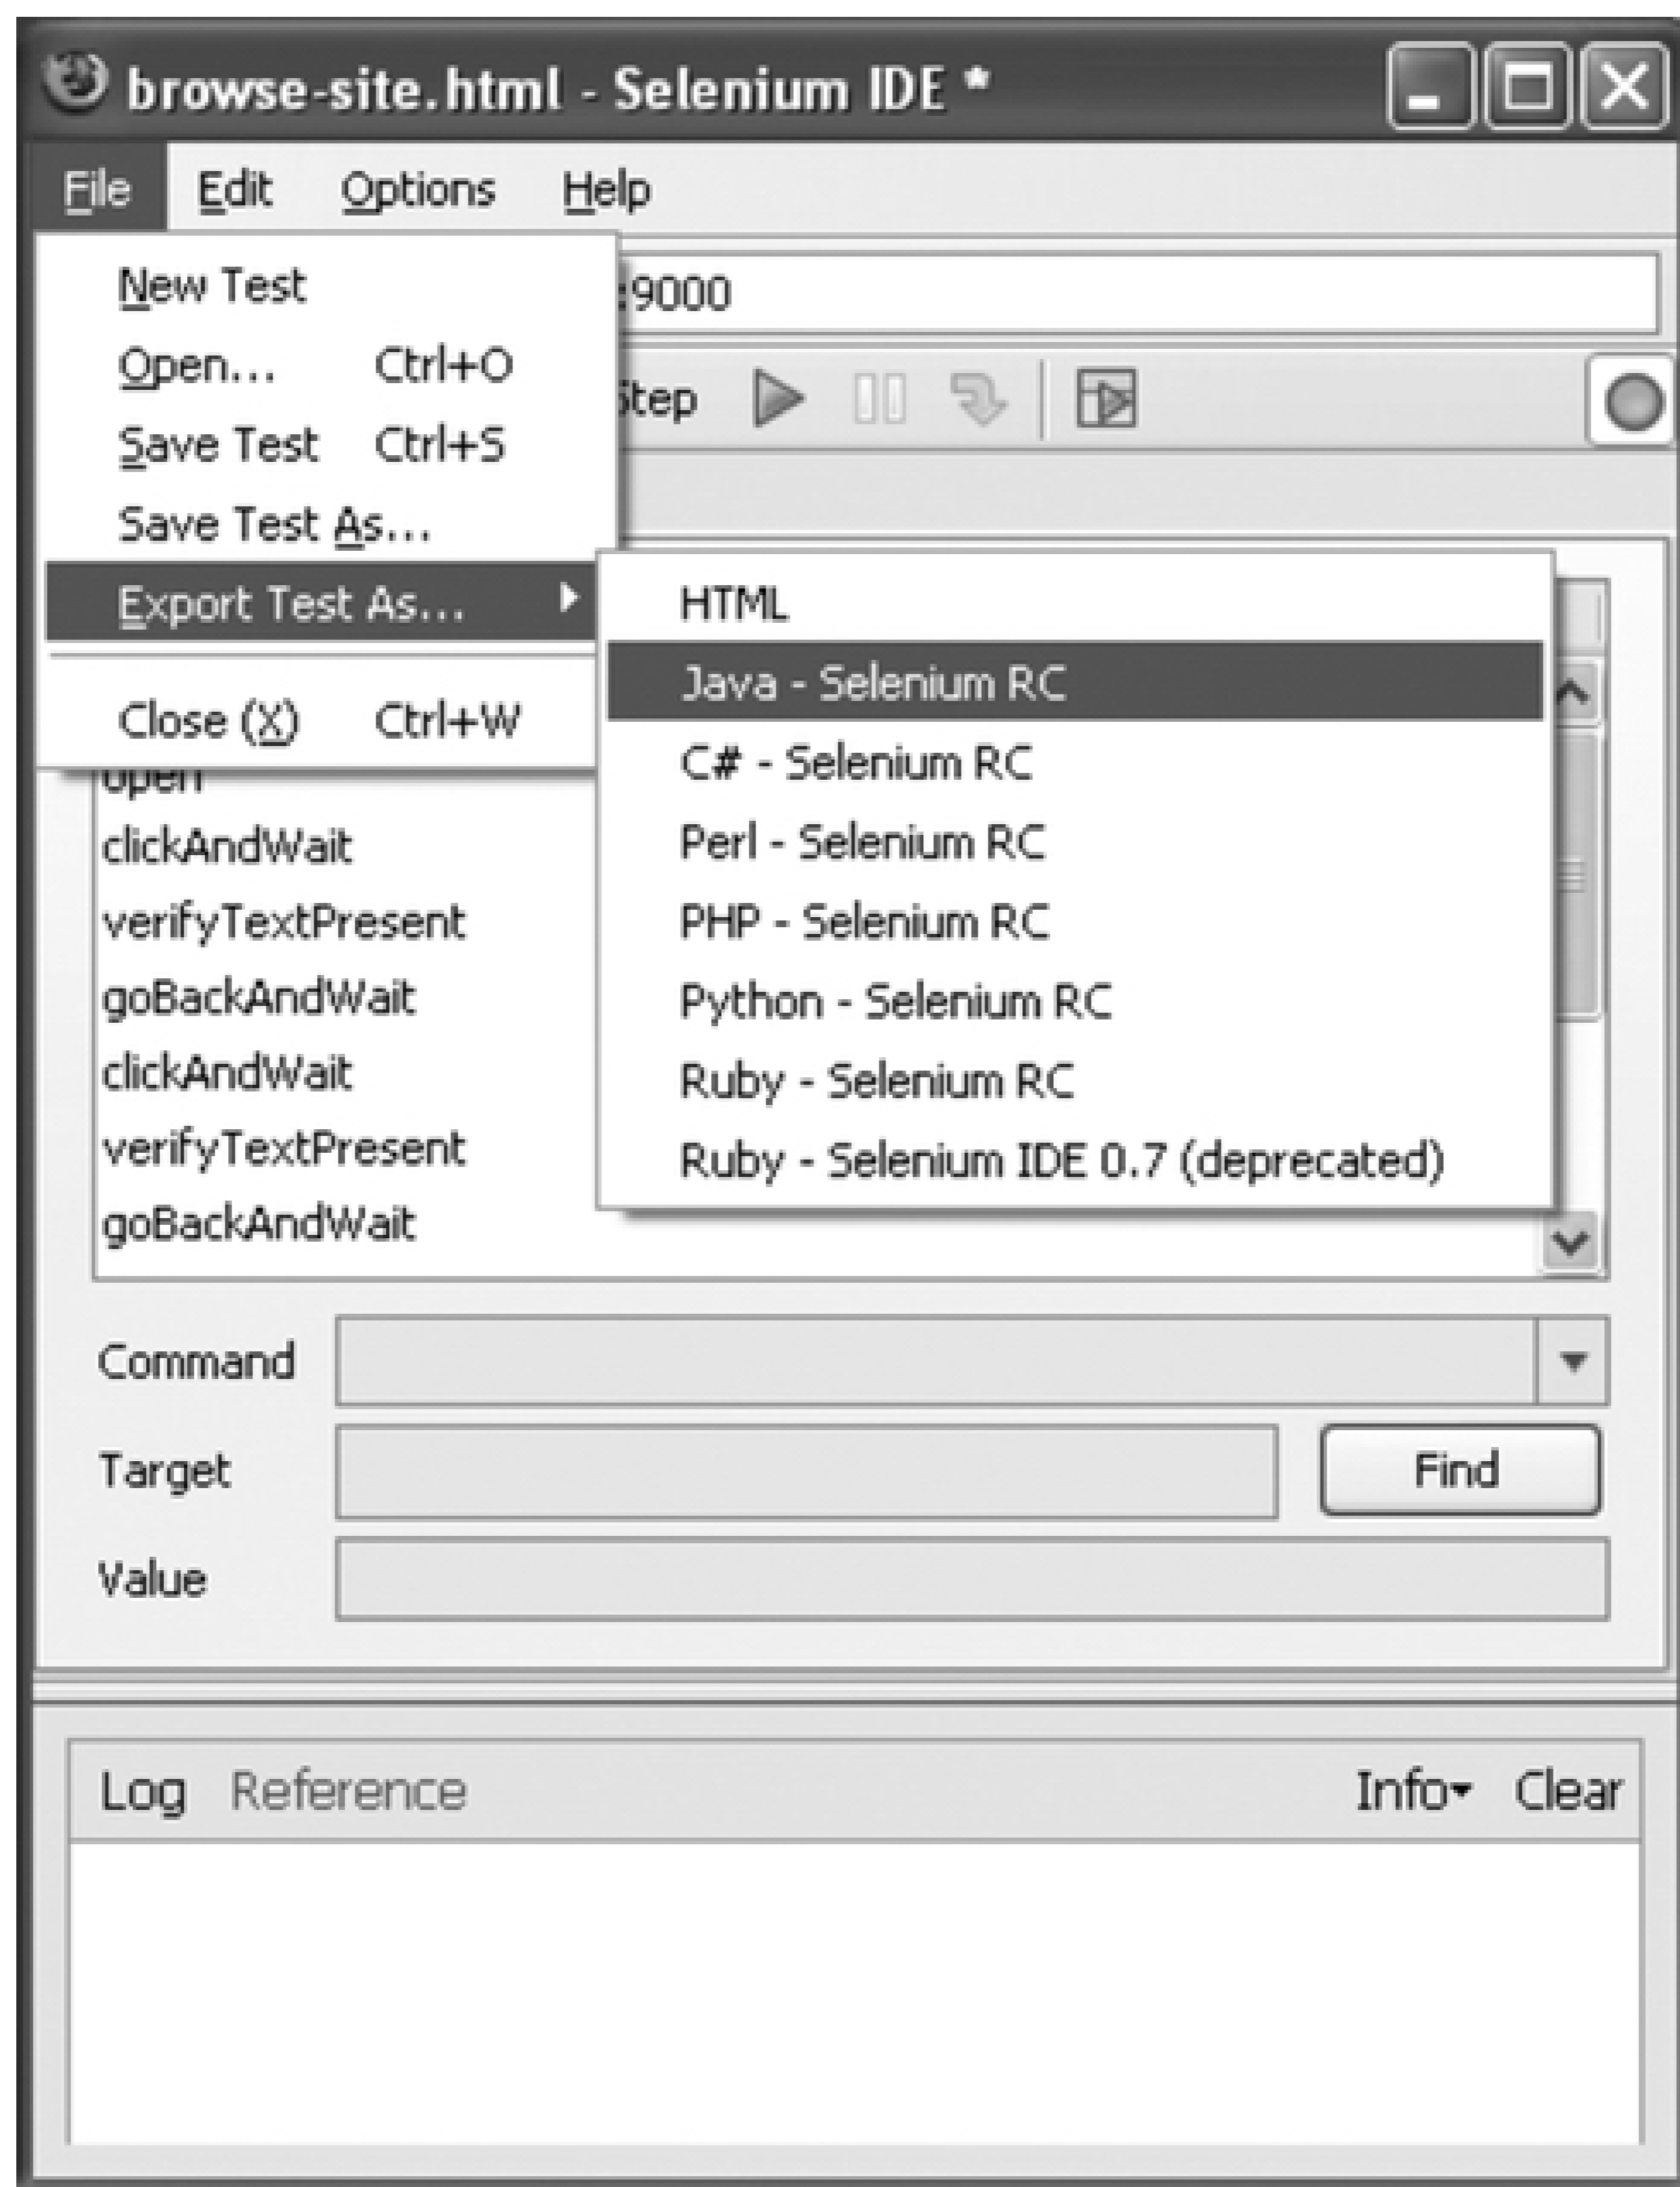 browse-site.html - Selenium IDE *
File Edit Options Help
New Test
:9000
Open... Ctrl+O
Step
Save Test Ctrl+S
Save Test As...
Export Test As...
HTML
Java - Selenium RC
Close (X) Ctrl+W
C# - Selenium RC
open
clickAndWait
Perl - Selenium RC
verifyTextPresent
PHP - Selenium RC
goBackAndWait
Python - Selenium RC
clickAndWait
Ruby - Selenium RC
verifyTextPresent
Ruby - Selenium IDE 0.7 (deprecated)
goBackAndWait
Command
Target
Find
Value
Log Reference Info Clear